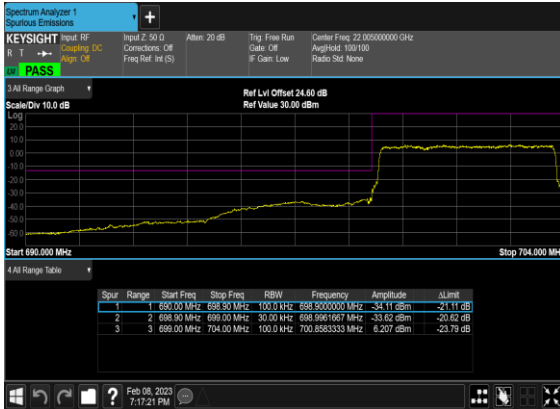 Spectrum Analyzer 1
Spurious Emissions
+
KEYSIGHT Input: RF Input Z: 50 Ω Atten: 20 dB Trig: Free Run Center Freq: 22.005000000 GHz
R T Coupling: DC Corrections: Off Gate: Off Avg|Hold: 100/100
Align: Off Freq Ref: Int (S) IF Gain: Low Radio Std: None
PASS
3 All Range Graph
Ref Lvl Offset 24.60 dB
Scale/Div 10.0 dB Ref Value 30.00 dBm
Log
20.0
10.0
0.00
-10.0
-20.0
-30.0
-40.0
-50.0
-60.0
Start 690.000 MHz Stop 704.000 MH
4 All Range Table
Spur Range Start Freq Stop Freq RBW Frequency Amplitude ΔLimit
1 1 690.00 MHz 698.90 MHz 100.0 kHz 698.9000000 MHz -34.11 dBm -21.11 dB
2 2 698.90 MHz 699.00 MHz 30.00 kHz 698.9961667 MHz -33.62 dBm -20.62 dB
3 3 699.00 MHz 704.00 MHz 100.0 kHz 700.8583333 MHz 6.207 dBm -23.79 dB
? Feb 08, 2023
7:17:21 PM